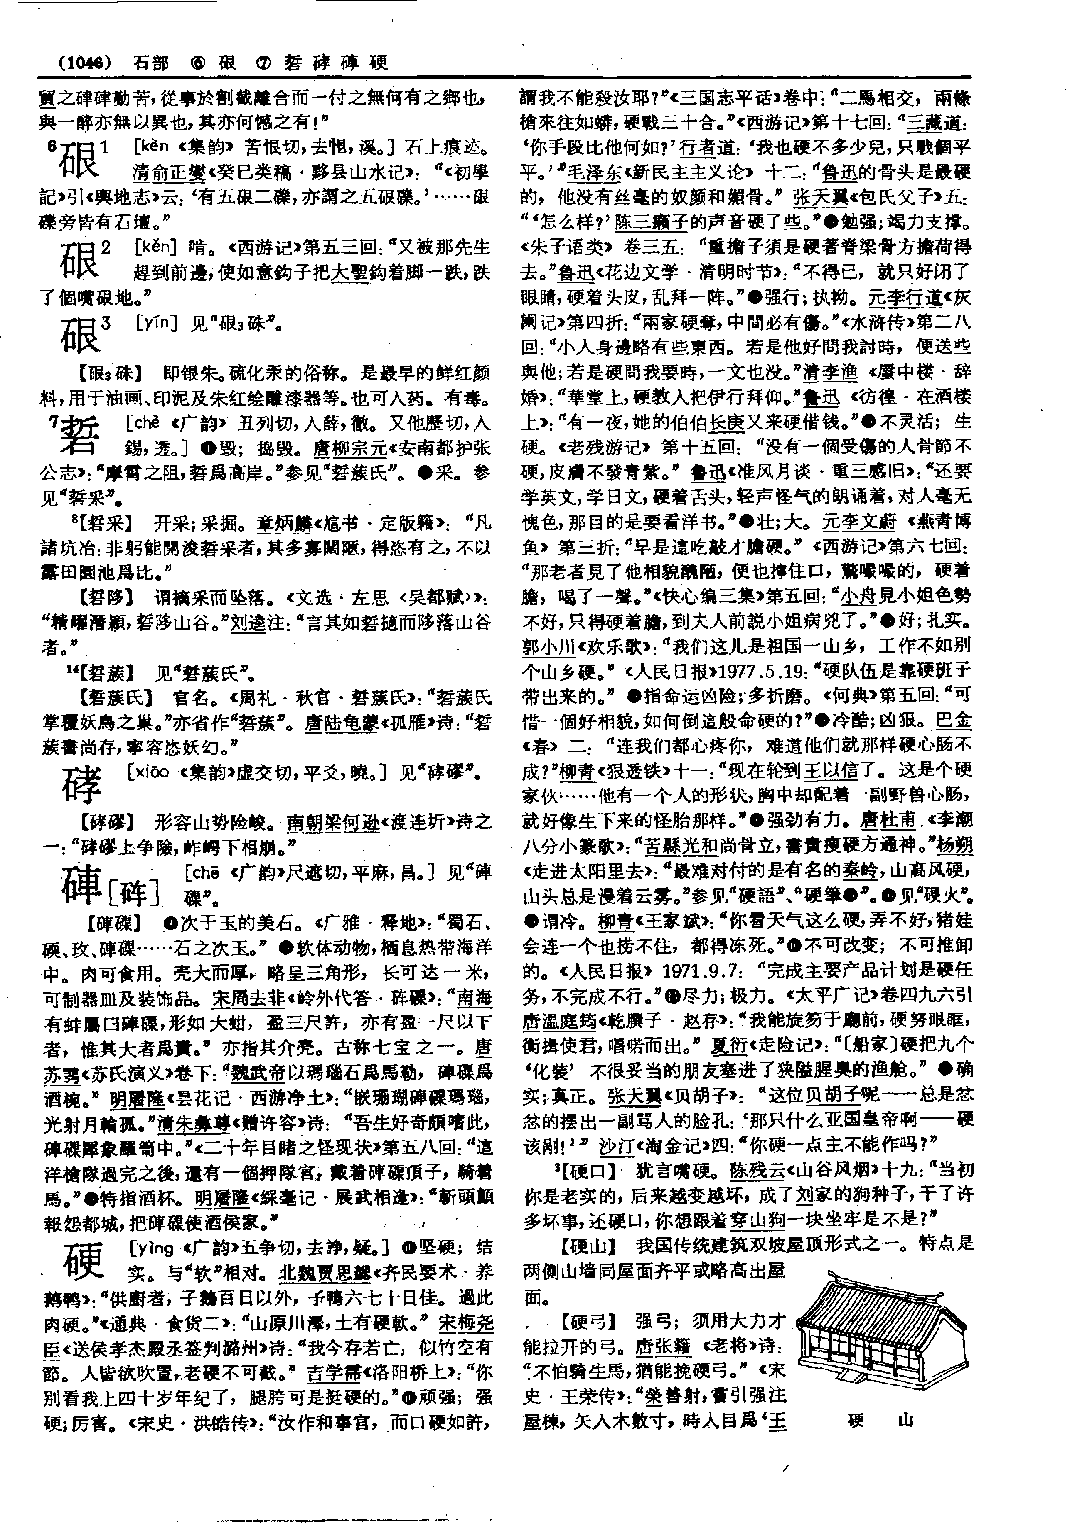 (1046) 石部 ⑥ 硍 ⑦ 硩 硣 硨 硬
貿之硉硉勤苦，從事於割截離合而一付之無何有之鄉也，
與一醉亦無以異也，其亦何憾之有！”
6硍1 [kèn《集韵》苦恨切，去恨，溪。]石上痕迹。
清俞正燮《癸巳类稿·黟县山水记》：“《初學
記》引《輿地志》云：‘有五硍二礫，亦謂之五硍礫。’……硍
礫旁皆有石壇。”
硍2 [kěn] 啃。《西游记》第五三回：“又被那先生
趕到前邊，使如意鈎子把大聖鈎着脚一跌，跌
了個嘴硍地。”
硍3 [yín] 见“硍3硃”。
【硍3硃】 即银朱。硫化汞的俗称。是最早的鲜红颜
料，用于油画、印泥及朱红绘雕漆器等。也可入药。有毒。
7硩 [chè《广韵》丑列切，入薛，徹。又他歷切，入
錫，透。]❶毁；捣毁。唐柳宗元《安南都护张
公志》：“摩霄之阻，硩爲高岸。”参见“硩蔟氏”。❷采。参
见“硩采”。
8【硩采】 开采；采掘。章炳麟《訄书·定版籍》：“凡
諸坑冶：非躬能開浚硩采者，其多寡闊陿，得恣有之，不以
露田園池爲比。”
【硩陊】 谓摘采而坠落。《文选·左思〈吴都赋〉》：
“精曜潛熲，硩陊山谷。”刘逵注：“言其如硩擿而陊落山谷
者。”
14【硩蔟】 见“硩蔟氏”。
【硩蔟氏】 官名。《周礼·秋官·硩蔟氏》：“硩蔟氏
掌覆妖鳥之巢。”亦省作“硩蔟”。唐陆龟蒙《孤雁》诗：“硩
蔟書尚存，寧容恣妖幻。”
硣 [xiāo《集韵》虚交切，平爻，曉。]见“硣磟”。
【硣磟】 形容山势险峻。南朝梁何逊《渡连圻》诗之
一：“硣磟上争險，岞崿下相崩。”
硨[砗] [chē《广韵》尺遮切，平麻，昌。]见“硨
磲”。
【硨磲】 ❶次于玉的美石。《广雅·释地》：“蜀石、
碝、玫、硨磲……石之次玉。”❷软体动物，栖息热带海洋
中。肉可食用。壳大而厚，略呈三角形，长可达一米，
可制器皿及装饰品。宋周去非《岭外代答·砗磲》：“南海
有蚌屬曰硨磲，形如大蚶，盈三尺許，亦有盈一尺以下
者，惟其大者爲貴。”亦指其介壳。古称七宝之一。唐
苏鹗《苏氏演义》卷下：“魏武帝以瑪瑙石爲馬勒，硨磲爲
酒椀。”明屠隆《昙花记·西游净土》：“嵌珊瑚硨磲瑪瑙，
光射月輪孤。”清朱彝尊《赠许容》诗：“吾生好奇頗嗜此，
硨磲犀象羅笥中。”《二十年目睹之怪现状》第五八回：“這
洋槍隊過完之後，還有一個押隊官，戴着硨磲頂子，騎着
馬。”❸特指酒杯。明屠隆《綵毫记·展武相逢》：“斬頭顱
報怨都城，把硨磲使酒侯家。”
硬 [yìng《广韵》五争切，去諍，疑。]❶坚硬；结
实。与“软”相对。北魏贾思勰《齐民要术·养
鹅鸭》：“供廚者，子鵝百日以外，子鴨六七十日佳。過此
肉硬。”《通典·食货二》：“山原川澤，土有硬軟。”宋梅尧
臣《送侯孝杰殿丞签判潞州》诗：“我今存若亡，似竹空有
節。人皆欲吹置，老硬不可截。”吉学霈《洛阳桥上》：“你
别看我上四十岁年纪了，腿胯可是挺硬的。”❷顽强；强
硬；厉害。《宋史·洪皓传》：“汝作和事官，而口硬如許，
謂我不能殺汝耶？”《三国志平话》卷中：“二馬相交，兩條
槍來往如蟒，硬戰三十合。”《西游记》第十七回：“三藏道：
‘你手段比他何如？’行者道：‘我也硬不多少兒，只戰個平
平。’”毛泽东《新民主主义论》十二：“鲁迅的骨头是最硬
的，他没有丝毫的奴颜和媚骨。”张天翼《包氏父子》五：
“‘怎么样？’陈三癞子的声音硬了些。”❸勉强；竭力支撑。
《朱子语类》卷三五：“重擔子須是硬著脊梁骨方擔荷得
去。”鲁迅《花边文学·清明时节》：“不得已，就只好闭了
眼睛，硬着头皮，乱拜一阵。”❹强行；执拗。元李行道《灰
阑记》第四折：“兩家硬奪，中間必有傷。”《水浒传》第二八
回：“小人身邊略有些東西。若是他好問我討時，便送些
與他；若是硬問我要時，一文也没。”清李渔《蜃中楼·辞
婚》：“華堂上，硬教人把伊行拜仰。”鲁迅《彷徨·在酒楼
上》：“有一夜，她的伯伯长庚又来硬借钱。”❺不灵活；生
硬。《老残游记》第十五回：“没有一個受傷的人骨節不
硬，皮膚不發青紫。”鲁迅《准风月谈·重三感旧》：“还要
学英文，学日文，硬着舌头，轻声怪气的朗诵着，对人毫无
愧色，那目的是要看洋书。”❻壮；大。元李文蔚《燕青博
鱼》第三折：“早是這吃敲才膽硬。”《西游记》第六七回：
“那老者見了他相貌醜陋，便也擰住口，驚嘬嘬的，硬着
膽，喝了一聲。”《快心编三集》第五回：“小舟見小姐色勢
不好，只得硬着膽，到大人前說小姐病兇了。”❼好；扎实。
郭小川《欢乐歌》：“我们这儿是祖国一山乡，工作不如别
个山乡硬。”《人民日报》1977.5.19：“硬队伍是靠硬班子
带出来的。”❽指命运凶险；多折磨。《何典》第五回：“可
惜一個好相貌，如何倒這般命硬的？”❾冷酷；凶狠。巴金
《春》二：“连我们都心疼你，难道他们就那样硬心肠不
成？”柳青《狠透铁》十一：“现在轮到王以信了。这是个硬
家伙……他有一个人的形状，胸中却配着一副野兽心肠，
就好像生下来的怪胎那样。”❿强劲有力。唐杜甫《李潮
八分小篆歌》：“苦縣光和尚骨立，書貴瘦硬方通神。”杨朔
《走进太阳里去》：“最难对付的是有名的秦岭，山高风硬，
山头总是漫着云雾。”参见“硬語”、“硬筆❷”。⓫见“硬火”。
⓬谓冷。柳青《王家斌》：“你看天气这么硬，弄不好，猪娃
会连一个也捞不住，都得冻死。”⓭不可改变；不可推卸
的。《人民日报》1971.9.7：“完成主要产品计划是硬任
务，不完成不行。”⓮尽力；极力。《太平广记》卷四九六引
唐温庭筠《乾𦠆子·赵存》：“我能旋笏于廳前，硬努眼眶，
衡揖使君，唱喏而出。”夏衍《走险记》：“〔船家〕硬把九个
‘化装’不很妥当的朋友塞进了狭隘腥臭的渔舱。”⓯确
实；真正。张天翼《贝胡子》：“这位贝胡子呢——总是忿
忿的摆出一副骂人的脸孔：‘那只什么亚国皇帝啊——硬
该剐！’”沙汀《淘金记》四：“你硬一点主不能作吗？”
3【硬口】 犹言嘴硬。陈残云《山谷风烟》十九：“当初
你是老实的，后来越变越坏，成了刘家的狗种子，干了许
多坏事，还硬口，你想跟着穿山狗一块坐牢是不是？”
【硬山】 我国传统建筑双坡屋顶形式之一。特点是
两侧山墙同屋面齐平或略高出屋
面。
【硬弓】 强弓；须用大力才
能拉开的弓。唐张籍《老将》诗：
“不怕騎生馬，猶能挽硬弓。”《宋
史·王荣传》：“榮善射，嘗引强注
屋棟，矢入木數寸，時人目爲‘王
硬 山